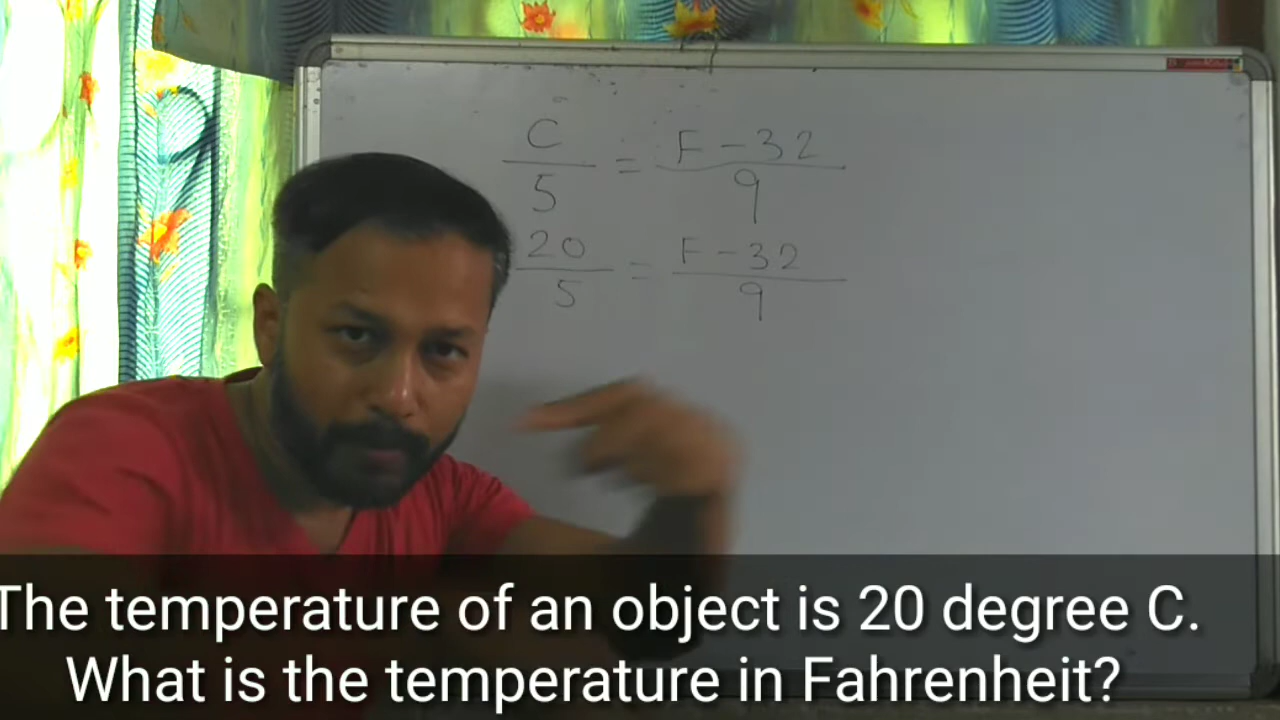 C/5 = F-32/9
20/5 = F-32/9
The temperature of an object is 20 degree C.
What is the temperature in Fahrenheit?